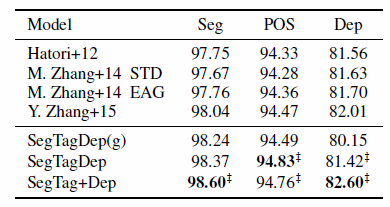 Model Seg POS Dep
Hatori+12 97.75 94.33 81.56
M. Zhang+14 STD 97.67 94.28 81.63
M. Zhang+14 EAG 97.76 94.36 81.70
Y. Zhang+15 98.04 94.47 82.01
SegTagDep(g) 98.24 94.49 80.15
SegTagDep 98.37 94.83‡ 81.42‡
SegTag+Dep 98.60‡ 94.76‡ 82.60‡